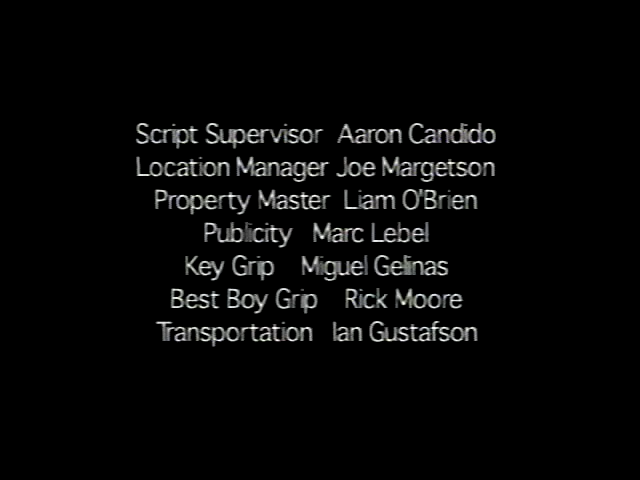 Script Supervisor Aaron Candido
Location Manager Joe Margetson
Property Master Liam O'Brien
Publicity Marc Lebel
Key Grip Miguel Gelinas
Best Boy Grip Rick Moore
Transportation Ian Gustafson